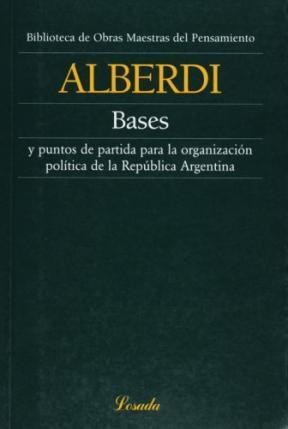 Biblioteca de Obras Maestras del Pensamiento
ALBERDI
Bases
y puntos de partida para la organización
política de la República Argentina
Losada